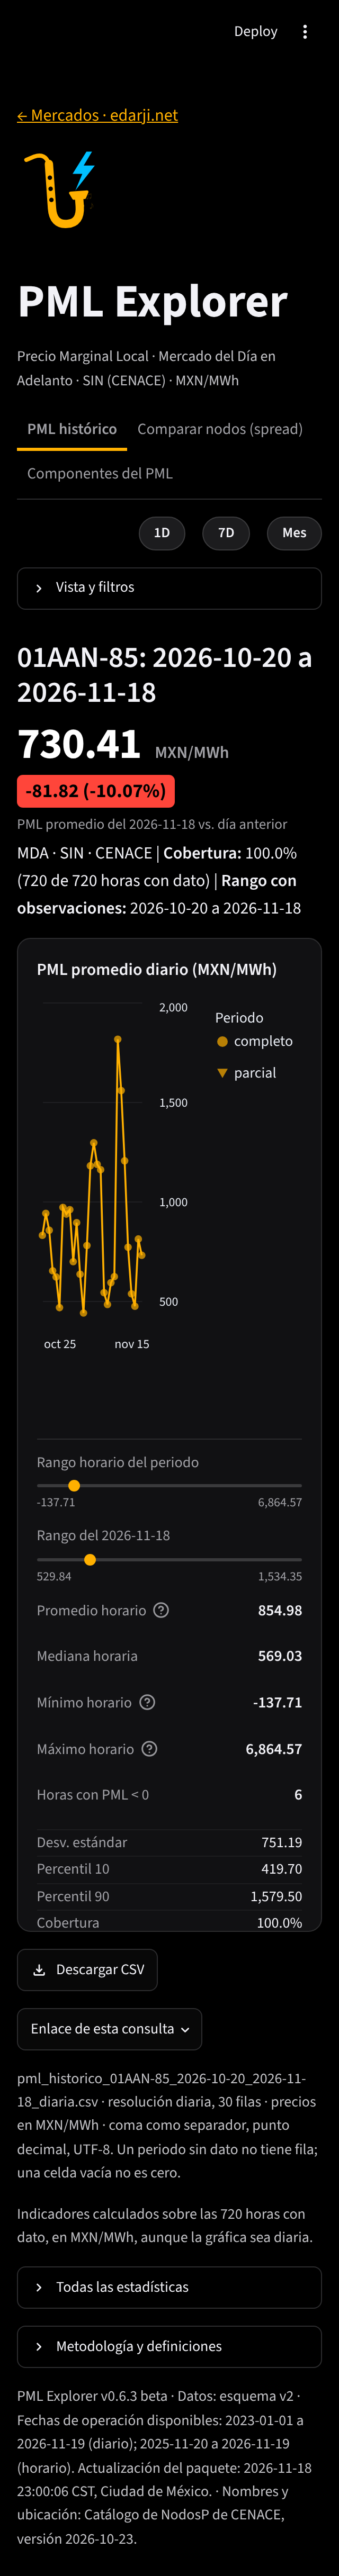 Deploy
← Mercados · edarji.net
PML Explorer
Precio Marginal Local · Mercado del Día en
Adelanto · SIN (CENACE) · MXN/MWh
PML histórico
Comparar nodos (spread)
Componentes del PML
1D
7D
Mes
Vista y filtros
01AAN-85: 2026-10-20 a
2026-11-18
730.41 MXN/MWh
-81.82 (-10.07%)
PML promedio del 2026-11-18 vs. día anterior
MDA · SIN · CENACE | Cobertura: 100.0%
(720 de 720 horas con dato) | Rango con
observaciones: 2026-10-20 a 2026-11-18
PML promedio diario (MXN/MWh)
2,000
1,500
1,000
500
oct 25
nov 15
Periodo
completo
parcial
Rango horario del periodo
-137.71
6,864.57
Rango del 2026-11-18
529.84
1,534.35
Promedio horario 854.98
Mediana horaria 569.03
Mínimo horario -137.71
Máximo horario 6,864.57
Horas con PML < 0 6
Desv. estándar 751.19
Percentil 10 419.70
Percentil 90 1,579.50
Cobertura 100.0%
Descargar CSV
Enlace de esta consulta
pml_historico_01AAN-85_2026-10-20_2026-11-
18_diaria.csv · resolución diaria, 30 filas · precios
en MXN/MWh · coma como separador, punto
decimal, UTF-8. Un periodo sin dato no tiene fila;
una celda vacía no es cero.
Indicadores calculados sobre las 720 horas con
dato, en MXN/MWh, aunque la gráfica sea diaria.
Todas las estadísticas
Metodología y definiciones
PML Explorer v0.6.3 beta · Datos: esquema v2 ·
Fechas de operación disponibles: 2023-01-01 a
2026-11-19 (diario); 2025-11-20 a 2026-11-19
(horario). Actualización del paquete: 2026-11-18
23:00:06 CST, Ciudad de México. · Nombres y
ubicación: Catálogo de NodosP de CENACE,
versión 2026-10-23.